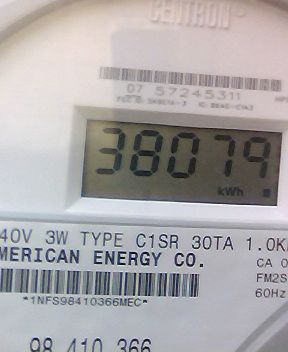 CENTRON®
07 57245311
38079
kWh
40V 3W TYPE C1SR 30TA 1.0K
MERICAN ENERGY CO.
CA 0
FM2S
60Hz
*1NFS98410366MEC*
98 410 366